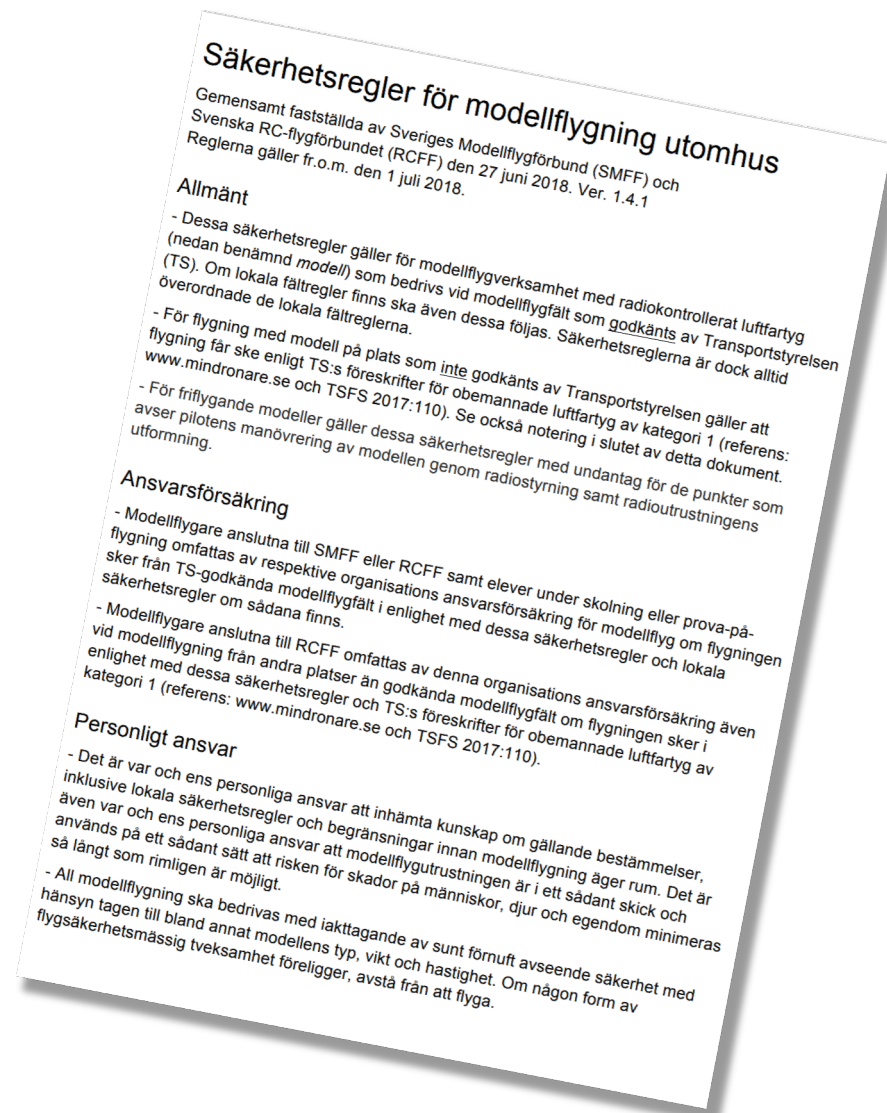 Säkerhetsregler för modellflygning utomhus
Gemensamt fastställda av Sveriges Modellflygförbund (SMFF) och
Svenska RC-flygförbundet (RCFF) den 27 juni 2018. Ver. 1.4.1
Reglerna gäller fr.o.m. den 1 juli 2018.
Allmänt
- Dessa säkerhetsregler gäller för modellflygverksamhet med radiokontrollerat luftfartyg
(nedan benämnd modell) som bedrivs vid modellflygfält som godkänts av Transportstyrelsen
(TS). Om lokala fältregler finns ska även dessa följas. Säkerhetsreglerna är dock alltid
överordnade de lokala fältreglerna.
- För flygning med modell på plats som inte godkänts av Transportstyrelsen gäller att
flygning får ske enligt TS:s föreskrifter för obemannade luftfartyg av kategori 1 (referens:
www.mindronare.se och TSFS 2017:110). Se också notering i slutet av detta dokument.
- För friflygande modeller gäller dessa säkerhetsregler med undantag för de punkter som
avser pilotens manövrering av modellen genom radiostyrning samt radioutrustningens
utformning.
Ansvarsförsäkring
- Modellflygare anslutna till SMFF eller RCFF samt elever under skolning eller prova-på-
flygning omfattas av respektive organisations ansvarsförsäkring för modellflyg om flygningen
sker från TS-godkända modellflygfält i enlighet med dessa säkerhetsregler och lokala
säkerhetsregler om sådana finns.
- Modellflygare anslutna till RCFF omfattas av denna organisations ansvarsförsäkring även
vid modellflygning från andra platser än godkända modellflygfält om flygningen sker i
enlighet med dessa säkerhetsregler och TS:s föreskrifter för obemannade luftfartyg av
kategori 1 (referens: www.mindronare.se och TSFS 2017:110).
Personligt ansvar
- Det är var och ens personliga ansvar att inhämta kunskap om gällande bestämmelser,
inklusive lokala säkerhetsregler och begränsningar innan modellflygning äger rum. Det är
även var och ens personliga ansvar att modellflygutrustningen är i ett sådant skick och
används på ett sådant sätt att risken för skador på människor, djur och egendom minimeras
så långt som rimligen är möjligt.
- All modellflygning ska bedrivas med iakttagande av sunt förnuft avseende säkerhet med
hänsyn tagen till bland annat modellens typ, vikt och hastighet. Om någon form av
flygsäkerhetsmässig tveksamhet föreligger, avstå från att flyga.